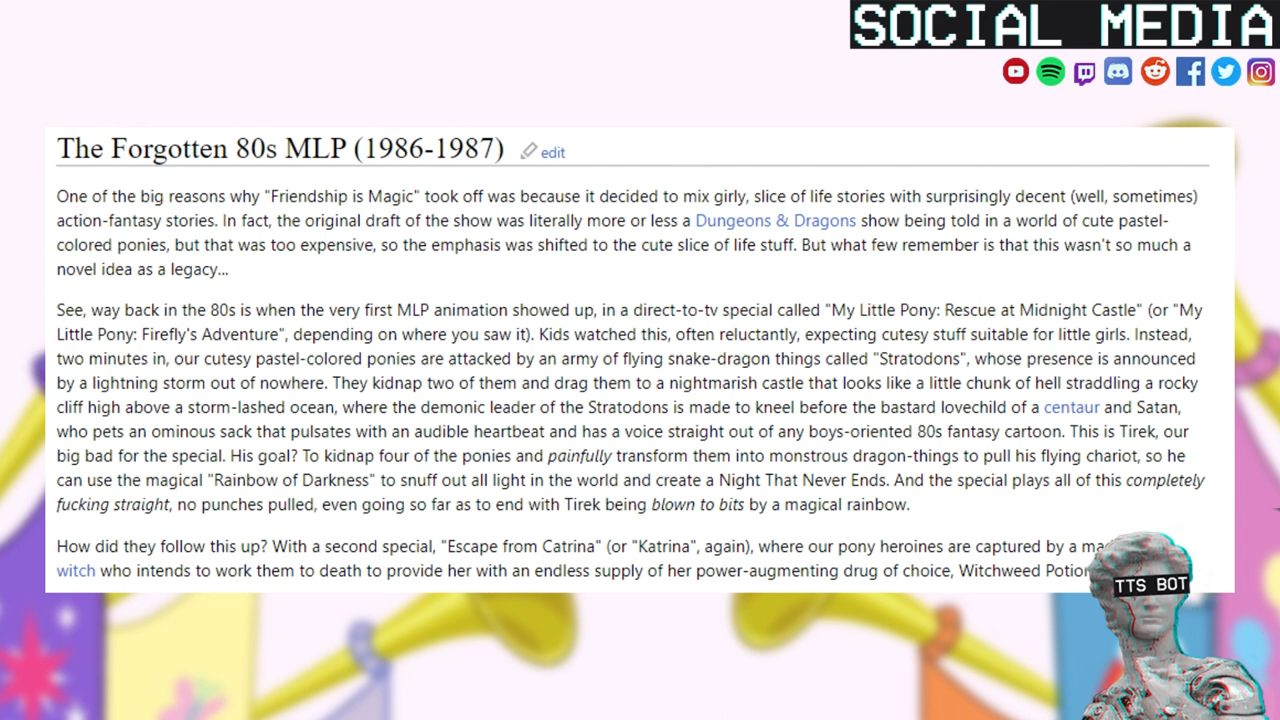 SOCIAL MEDIA
The Forgotten 80s MLP (1986-1987) edit
One of the big reasons why "Friendship is Magic" took off was because it decided to mix girly, slice of life stories with surprisingly decent (well, sometimes)
action-fantasy stories. In fact, the original draft of the show was literally more or less a Dungeons & Dragons show being told in a world of cute pastel-
colored ponies, but that was too expensive, so the emphasis was shifted to the cute slice of life stuff. But what few remember is that this wasn't so much a
novel idea as a legacy...
See, way back in the 80s is when the very first MLP animation showed up, in a direct-to-tv special called "My Little Pony: Rescue at Midnight Castle" (or "My
Little Pony: Firefly's Adventure", depending on where you saw it). Kids watched this, often reluctantly, expecting cutesy stuff suitable for little girls. Instead,
two minutes in, our cutesy pastel-colored ponies are attacked by an army of flying snake-dragon things called "Stratodons", whose presence is announced
by a lightning storm out of nowhere. They kidnap two of them and drag them to a nightmarish castle that looks like a little chunk of hell straddling a rocky
cliff high above a storm-lashed ocean, where the demonic leader of the Stratodons is made to kneel before the bastard lovechild of a centaur and Satan,
who pets an ominous sack that pulsates with an audible heartbeat and has a voice straight out of any boys-oriented 80s fantasy cartoon. This is Tirek, our
big bad for the special. His goal? To kidnap four of the ponies and painfully transform them into monstrous dragon-things to pull his flying chariot, so he
can use the magical "Rainbow of Darkness" to snuff out all light in the world and create a Night That Never Ends. And the special plays all of this completely
fucking straight, no punches pulled, even going so far as to end with Tirek being blown to bits by a magical rainbow.
How did they follow this up? With a second special, "Escape from Catrina" (or "Katrina", again), where our pony heroines are captured by a
witch who intends to work them to death to provide her with an endless supply of her power-augmenting drug of choice, Witchweed Potion
TTS BOT